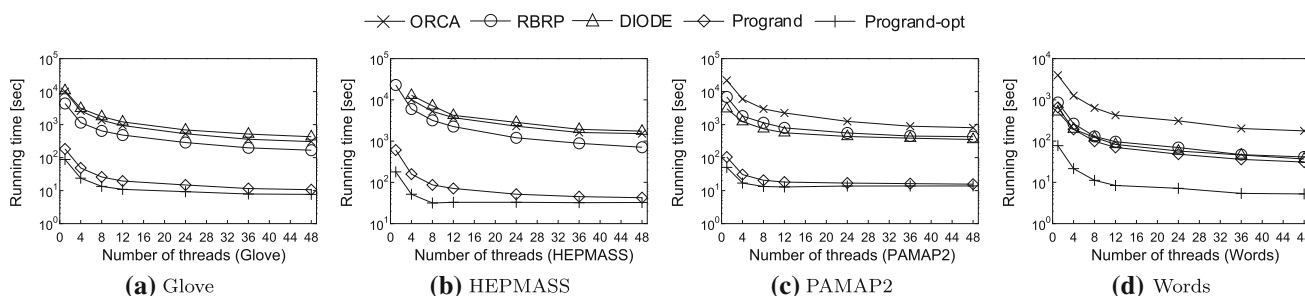 ORCA RBRP DIODE Progrand Progrand-opt
Running time [sec]
10^5
10^4
10^3
10^2
10^1
10^0
0 4 8 12 16 20 24 28 32 36 40 44 48
Number of threads (Glove)
(a) Glove
Running time [sec]
10^5
10^4
10^3
10^2
10^1
0 4 8 12 16 20 24 28 32 36 40 44 48
Number of threads (HEPMASS)
(b) HEPMASS
Running time [sec]
10^5
10^4
10^3
10^2
10^1
10^0
0 4 8 12 16 20 24 28 32 36 40 44 48
Number of threads (PAMAP2)
(c) PAMAP2
Running time [sec]
10^4
10^3
10^2
10^1
10^0
0 4 8 12 16 20 24 28 32 36 40 44 48
Number of threads (Words)
(d) Words